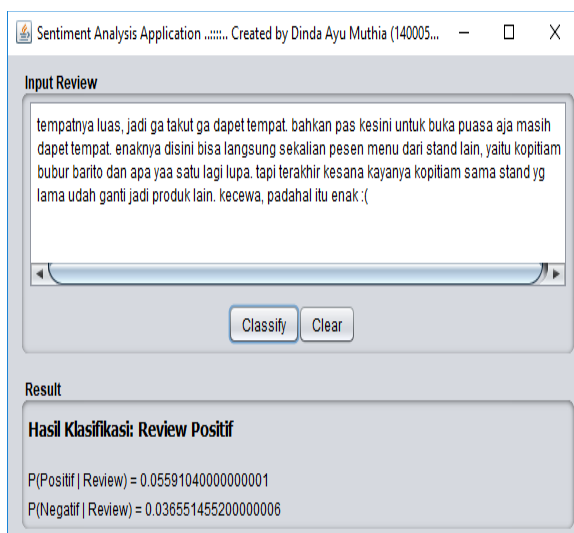 Sentiment Analysis Application ..::::.. Created by Dinda Ayu Muthia (140005...
Input Review
tempatnya luas, jadi ga takut ga dapet tempat. bahkan pas kesini untuk buka puasa aja masih
dapet tempat. enaknya disini bisa langsung sekalian pesen menu dari stand lain, yaitu kopitiam
bubur barito dan apa yaa satu lagi lupa. tapi terakhir kesana kayanya kopitiam sama stand yg
lama udah ganti jadi produk lain. kecewa, padahal itu enak :(
Classify Clear
Result
Hasil Klasifikasi: Review Positif
P(Positif | Review) = 0.05591040000000001
P(Negatif | Review) = 0.036551455200000006